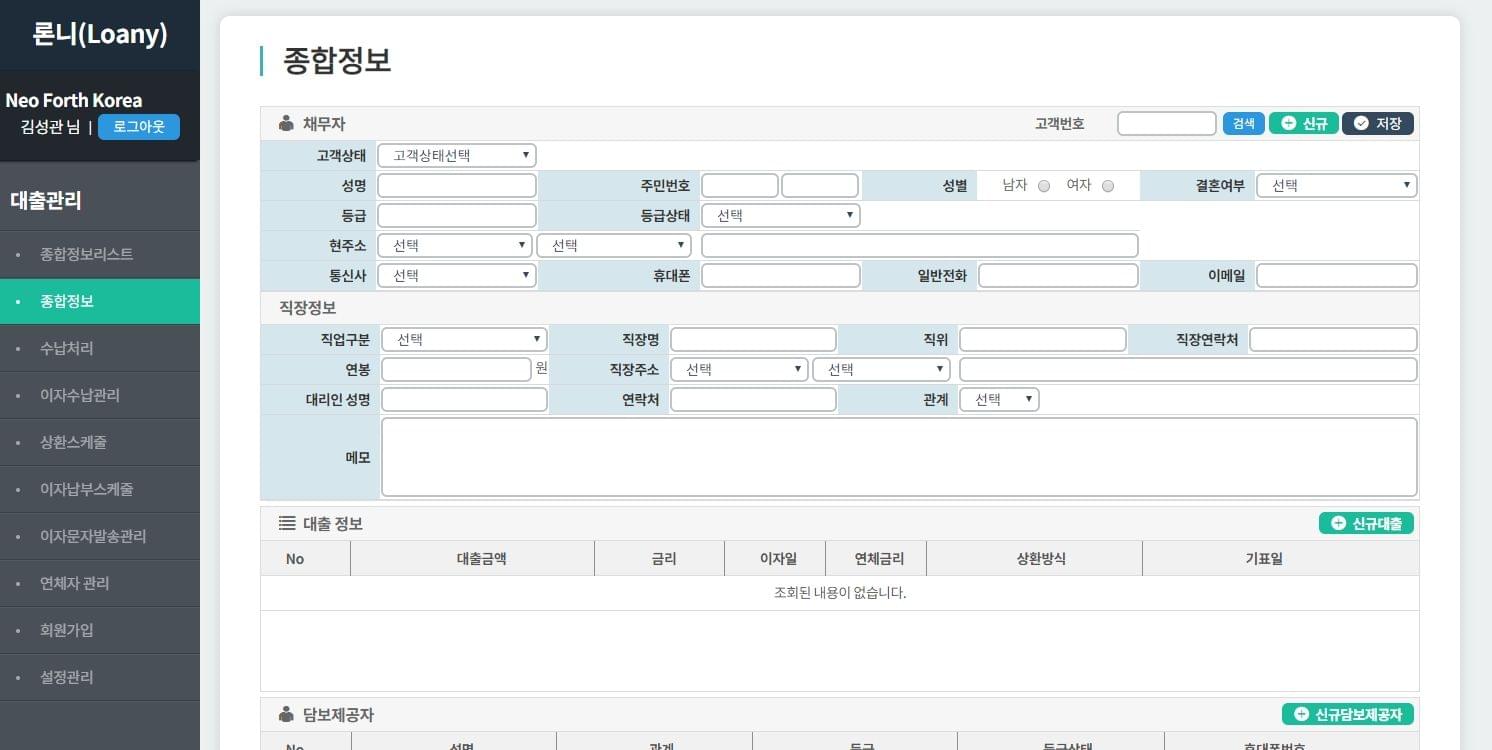 론니(Loany)
Neo Forth Korea
김성관 님 | 로그아웃
대출관리
종합정보리스트
종합정보
수납처리
이자수납관리
상환스케줄
이자납부스케줄
이자문자발송관리
연체자 관리
회원가입
설정관리
종합정보
채무자 고객번호 검색 신규 저장
고객상태 고객상태선택
성명 주민번호 성별 남자 여자 결혼여부 선택
등급 등급상태 선택
현주소 선택 선택
통신사 선택 휴대폰 일반전화 이메일
직장정보
직업구분 선택 직장명 직위 직장연락처
연봉 원 직장주소 선택 선택
대리인 성명 연락처 관계 선택
메모
대출 정보 신규대출
No 대출금액 금리 이자일 연체금리 상환방식 기표일
조회된 내용이 없습니다.
담보제공자 신규담보제공자
No 성명 관계 등급 등급상태 휴대폰번호